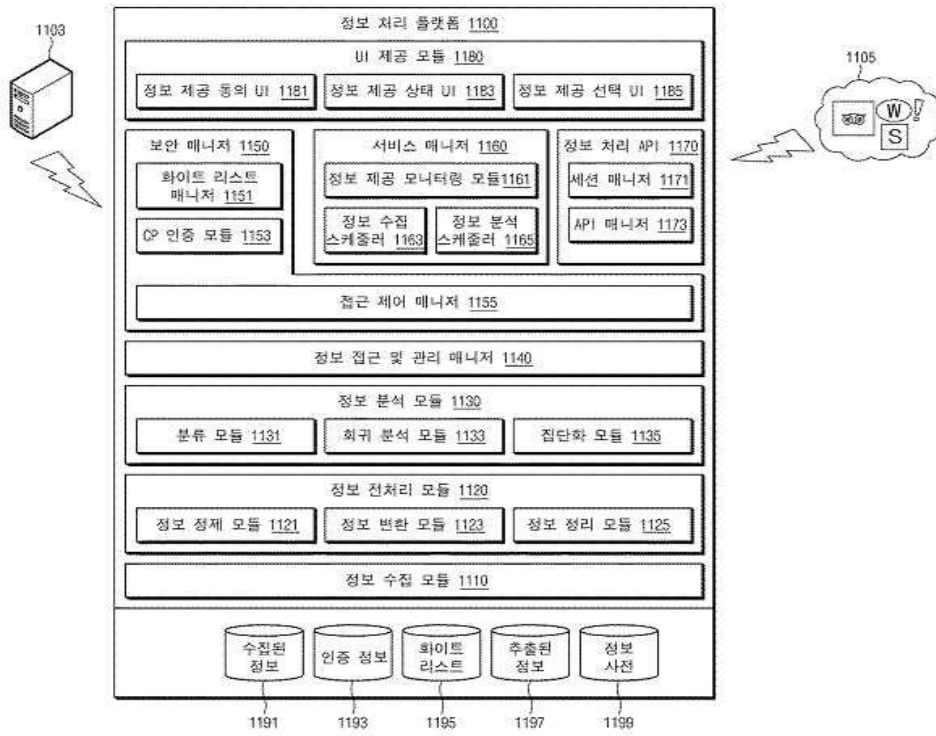 1103
정보 처리 플랫폼 1100
UI 제공 모듈 1180
1105
정보 제공 동의 UI 1181
정보 제공 상태 UI 1183
정보 제공 선택 UI 1185
W
!
S
보안 매니저 1150
서비스 매니저 1160
정보 처리 API 1170
화이트 리스트
매니저 1151
정보 제공 모니터링 모듈1161
세션 매니저 1171
CP 인증 모듈 1153
정보 수집
스케줄러 1163
정보 분석
스케줄러 1165
API 매니저 1173
접근 제어 매니저 1155
정보 접근 및 관리 매니저 1140
정보 분석 모듈 1130
분류 모듈 1131
회귀 분석 모듈 1133
집단화 모듈 1135
정보 전처리 모듈 1120
정보 정제 모듈 1121
정보 변환 모듈 1123
정보 정리 모듈 1125
정보 수집 모듈 1110
수집된
정보
인증 정보
화이트
리스트
추출된
정보
정보
사전
1191
1193
1195
1197
1199